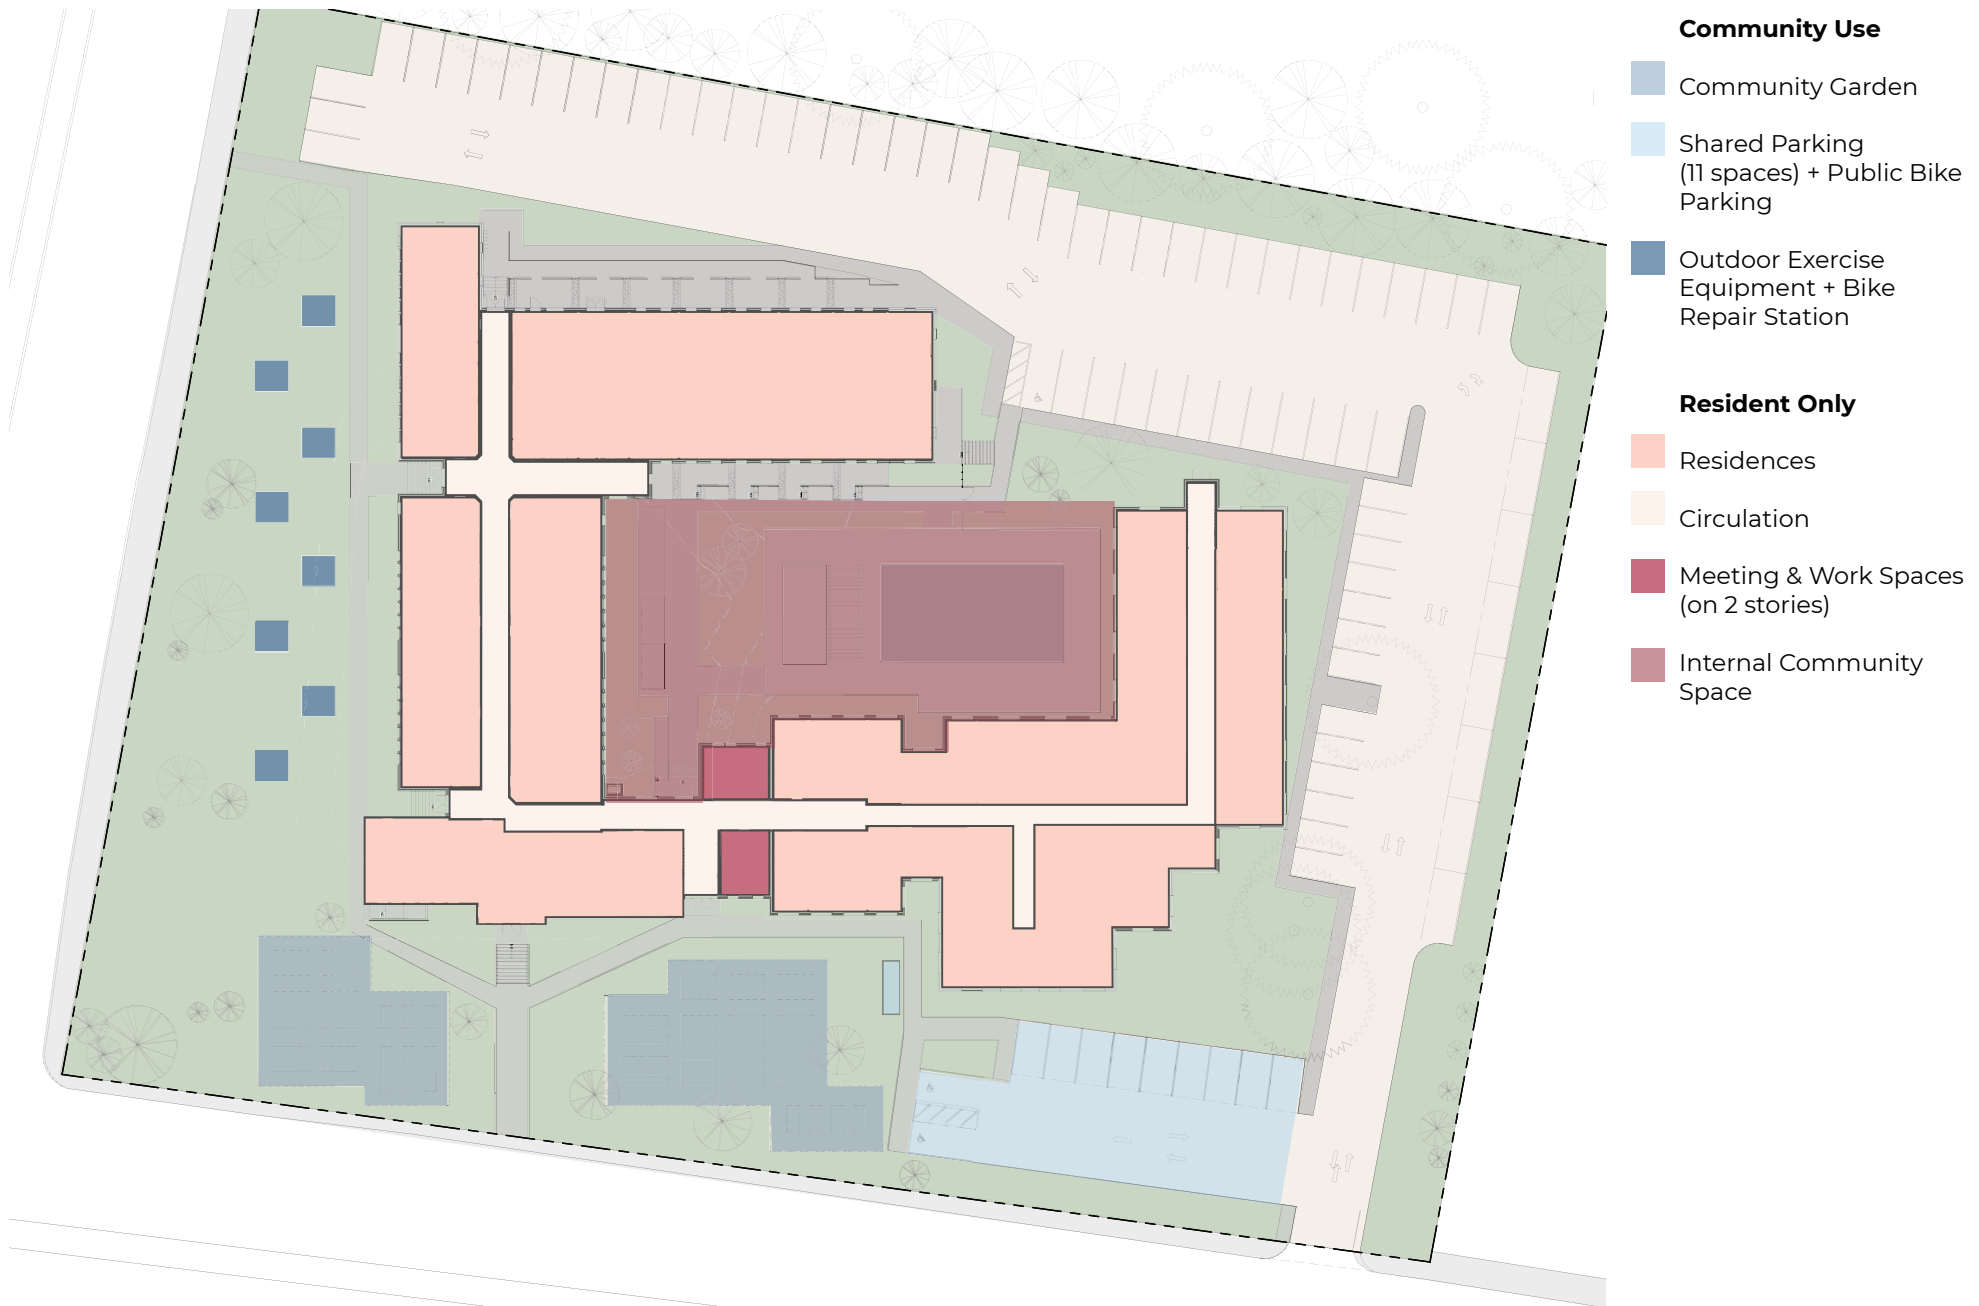 Community Use
Community Garden
Shared Parking
(11 spaces) + Public Bike
Parking
Outdoor Exercise
Equipment + Bike
Repair Station
Resident Only
Residences
Circulation
Meeting & Work Spaces
(on 2 stories)
Internal Community
Space